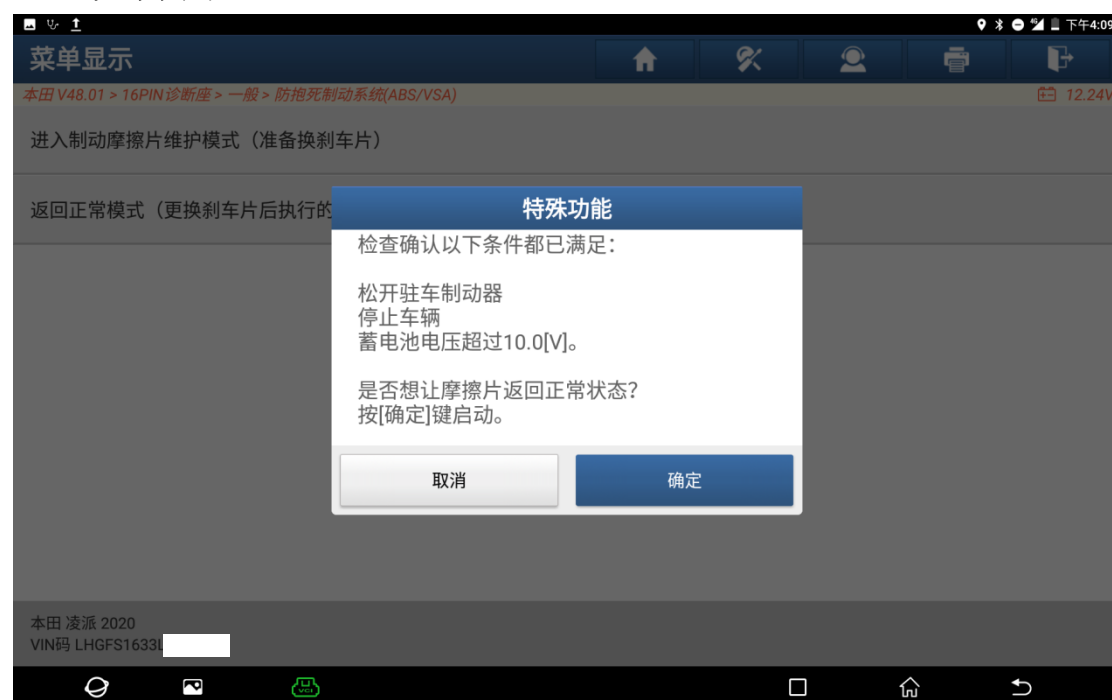 下午4:09
菜单显示
本田 V48.01 > 16PIN诊断座 > 一般 > 防抱死制动系统(ABS/VSA)
12.24V
进入制动摩擦片维护模式（准备换刹车片）
返回正常模式（更换刹车片后执行的
特殊功能
检查确认以下条件都已满足：
松开驻车制动器
停止车辆
蓄电池电压超过10.0[V]。
是否想让摩擦片返回正常状态？
按[确定]键启动。
取消
确定
本田 凌派 2020
VIN码 LHGFS1633L
VCI